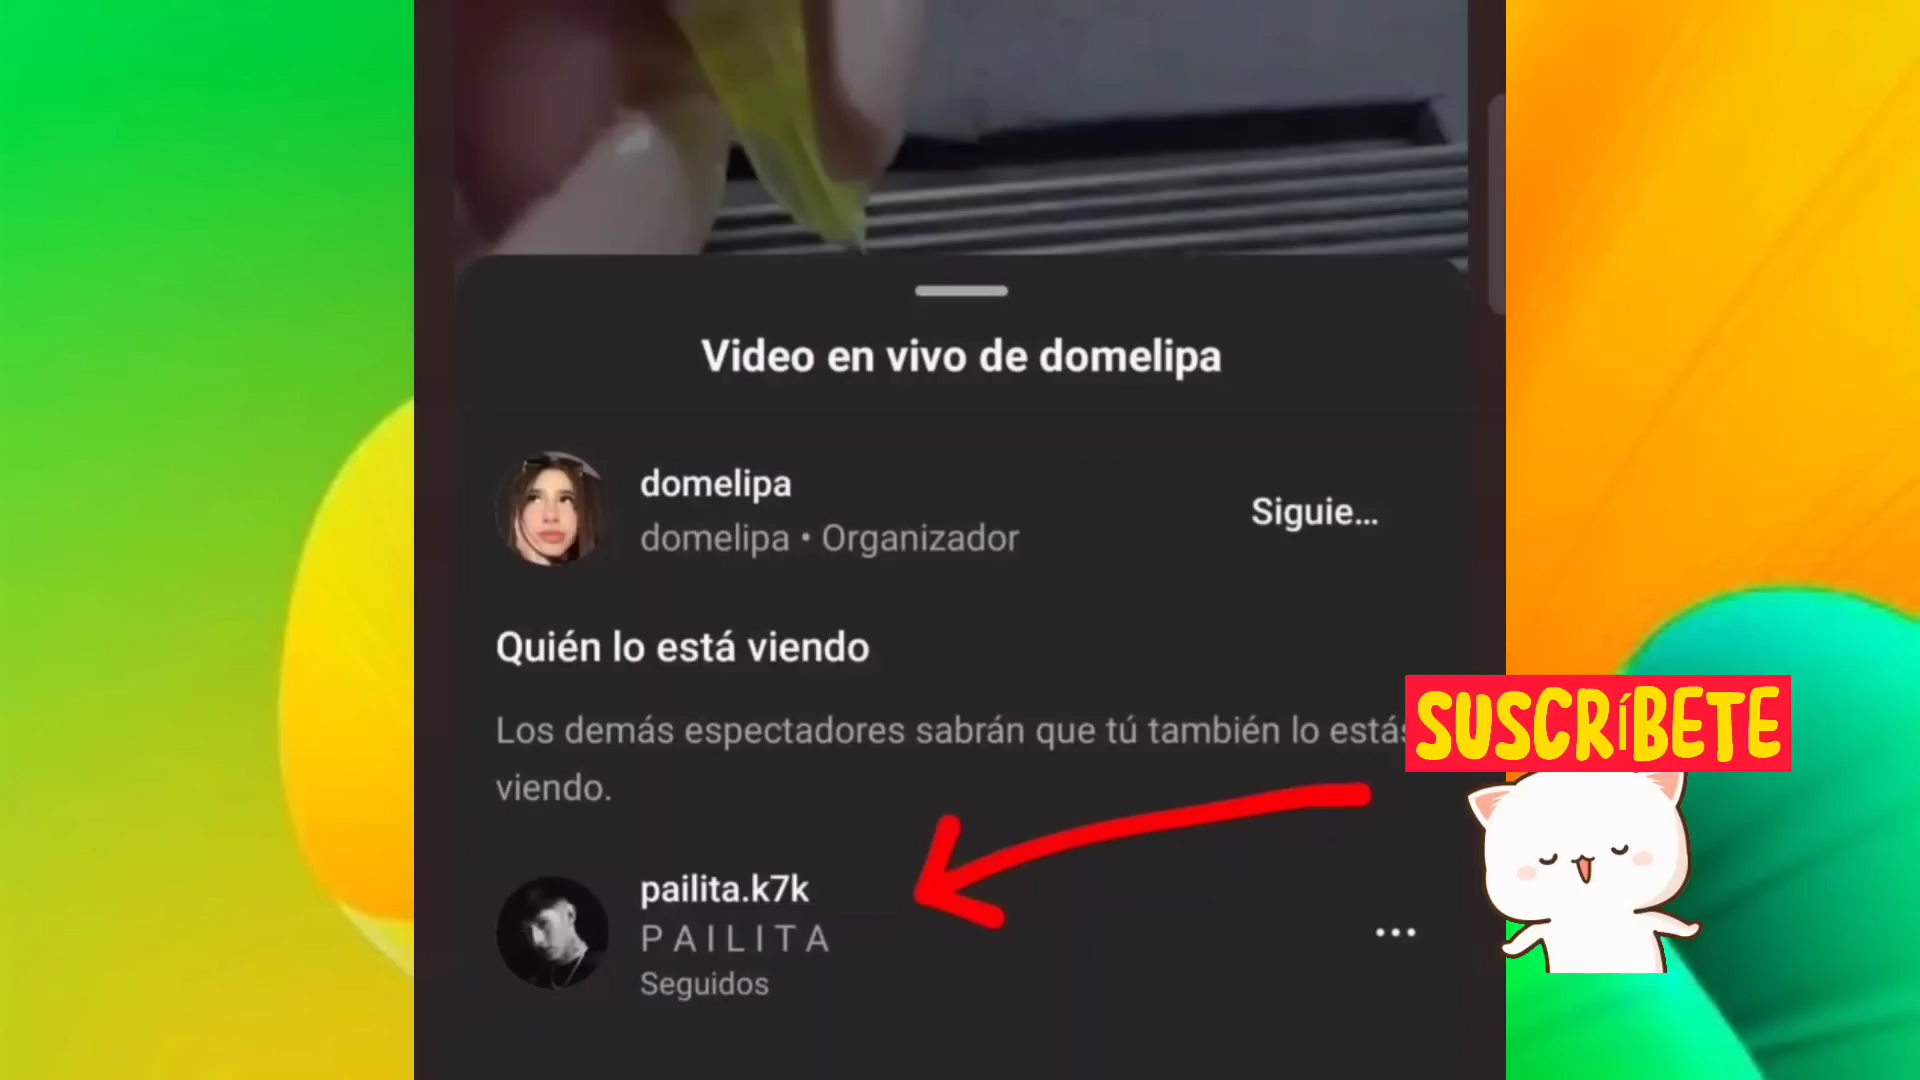 Video en vivo de domelipa
domelipa
domelipa • Organizador
Siguie...
Quién lo está viendo
Los demás espectadores sabrán que tú también lo estás
viendo.
SUSCRÍBETE
pailita.k7k
P A I L I T A
Seguidos